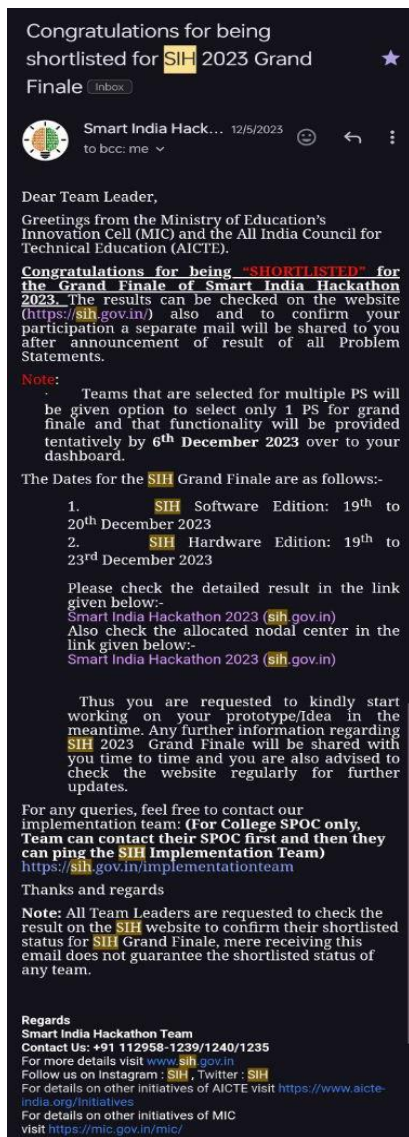 Congratulations for being
shortlisted for SIH 2023 Grand
Finale Inbox
Smart India Hack... 12/5/2023
to bcc: me
Dear Team Leader,
Greetings from the Ministry of Education’s
Innovation Cell (MIC) and the All India Council for
Technical Education (AICTE).
Congratulations for being “SHORTLISTED” for
the Grand Finale of Smart India Hackathon
2023. The results can be checked on the website
(https://sih.gov.in/) also and to confirm your
participation a separate mail will be shared to you
after announcement of result of all Problem
Statements.
Note:
· Teams that are selected for multiple PS will
be given option to select only 1 PS for grand
finale and that functionality will be provided
tentatively by 6th December 2023 over to your
dashboard.
The Dates for the SIH Grand Finale are as follows:-
1. SIH Software Edition: 19th to
20th December 2023
2. SIH Hardware Edition: 19th to
23rd December 2023
Please check the detailed result in the link
given below:-
Smart India Hackathon 2023 (sih.gov.in)
Also check the allocated nodal center in the
link given below:-
Smart India Hackathon 2023 (sih.gov.in)
Thus you are requested to kindly start
working on your prototype/Idea in the
meantime. Any further information regarding
SIH 2023 Grand Finale will be shared with
you time to time and you are also advised to
check the website regularly for further
updates.
For any queries, feel free to contact our
implementation team: (For College SPOC only,
Team can contact their SPOC first and then they
can ping the SIH Implementation Team)
https://sih.gov.in/implementationteam
Thanks and regards
Note: All Team Leaders are requested to check the
result on the SIH website to confirm their shortlisted
status for SIH Grand Finale, mere receiving this
email does not guarantee the shortlisted status of
any team.
Regards
Smart India Hackathon Team
Contact Us: +91 112958-1239/1240/1235
For more details visit www.sih.gov.in
Follow us on Instagram : SIH , Twitter : SIH
For details on other initiatives of AICTE visit https://www.aicte-
india.org/Initiatives
For details on other initiatives of MIC
visit https://mic.gov.in/mic/